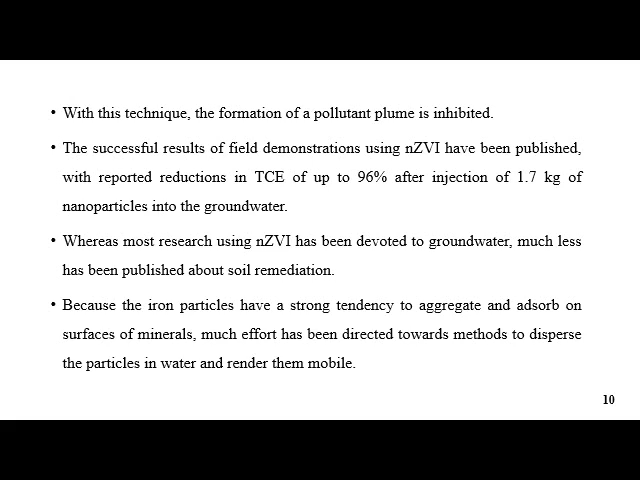 • With this technique, the formation of a pollutant plume is inhibited.
• The successful results of field demonstrations using nZVI have been published,
with reported reductions in TCE of up to 96% after injection of 1.7 kg of
nanoparticles into the groundwater.
• Whereas most research using nZVI has been devoted to groundwater, much less
has been published about soil remediation.
• Because the iron particles have a strong tendency to aggregate and adsorb on
surfaces of minerals, much effort has been directed towards methods to disperse
the particles in water and render them mobile.
10